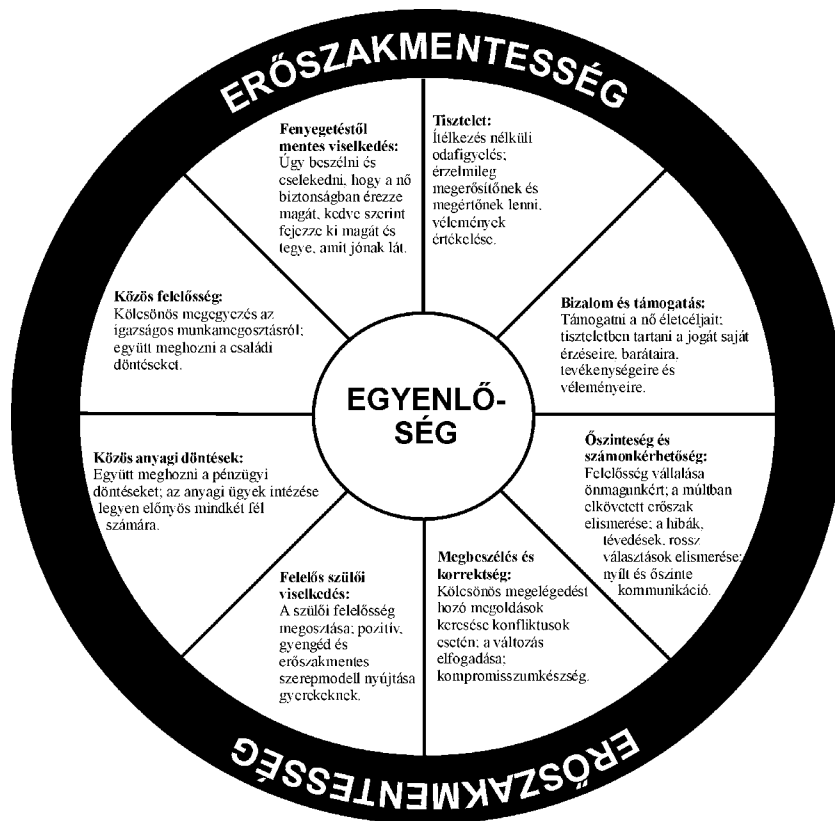 ERŐSZAKMENTESSÉG
Fenyegetéstől
mentes viselkedés:
Úgy beszélni és
cselekedni, hogy a nő
biztonságban érezze
magát, kedve szerint
fejezze ki magát és
tegye, amit jónak lát.
Tisztelet:
Ítélkezés nélküli
odafigyelés;
érzelmileg
megerősítőnek és
megértőnek lenni,
vélemények
értékelése.
Közös felelősség:
Kölcsönös megegyezés az
igazságos munkamegosztásról;
együtt meghozni a családi
döntéseket.
Bizalom és támogatás:
Támogatni a nő életcéljait;
tiszteletben tartani a jogát saját
érzéseire, barátaira,
tevékenységeire és
véleményeire.
EGYENLŐ-
SÉG
Közös anyagi döntések:
Együtt meghozni a pénzügyi
döntéseket; az anyagi ügyek intézése
legyen előnyös mindkét fél
számára.
Őszinteség és
számonkérhetőség:
Felelősség vállalása
önmagunkért; a múltban
elkövetett erőszak
elismerése; a hibák,
tévedések, rossz
választások elismerése;
nyílt és őszinte
kommunikáció.
Felelős szülői
viselkedés:
A szülői felelősség
megosztása; pozitív,
gyengéd és
erőszakmentes
szerepmodell nyújtása
gyerekeknek.
Megbeszélés és
korrektség:
Kölcsönös megelégedést
hozó megoldások
keresése konfliktusok
esetén; a változás
elfogadása;
kompromisszumkészség.
ERŐSZAKMENTESSÉG